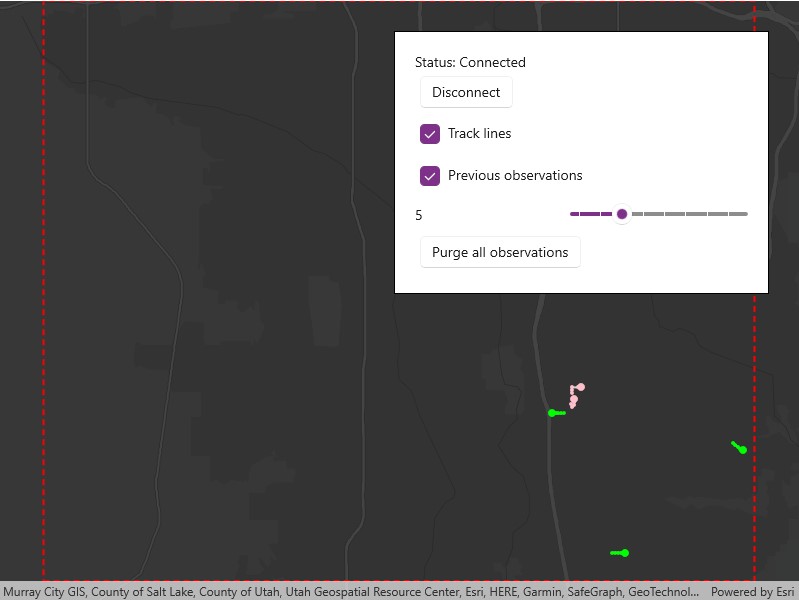 Status: Connected
Disconnect
Track lines
Previous observations
5
Purge all observations
Murray City GIS, County of Salt Lake, County of Utah, Utah Geospatial Resource Center, Esri, HERE, Garmin, SafeGraph, GeoTechnol... Powered by Esri